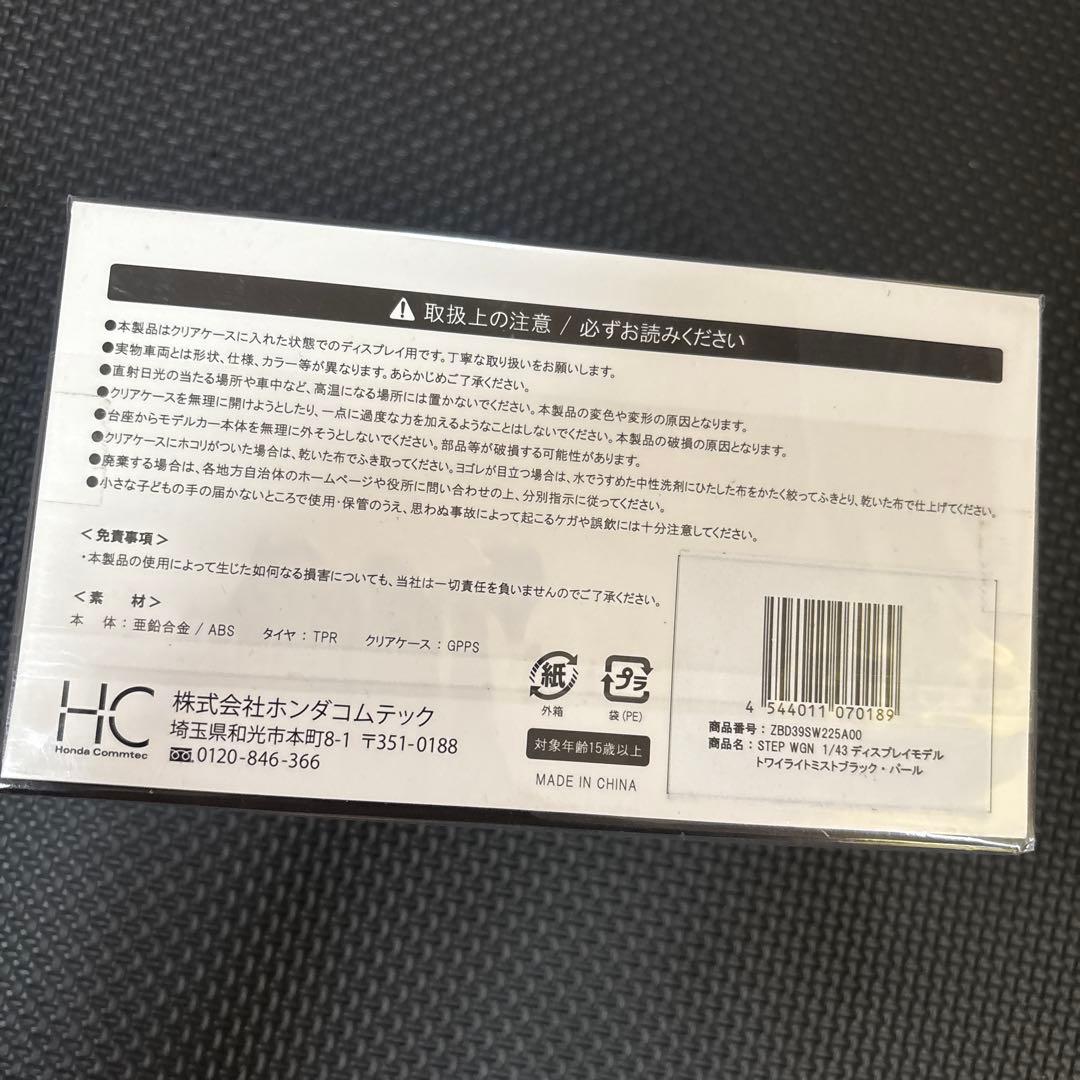 取扱上の注意 / 必ずお読みください
●本製品はクリアケースに入れた状態でのディスプレイ用です。丁寧な取り扱いをお願いします。
●実物車両とは形状、仕様、カラー等が異なります。あらかじめご了承ください。
●直射日光の当たる場所や車中など、高温になる場所には置かないでください。本製品の変色や変形の原因となります。
●クリアケースを無理に開けようとしたり、一点に過度な力を加えるようなことはしないでください。本製品の破損の原因となります。
●台座からモデルカー本体を無理に外そうとしないでください。部品等が破損する可能性があります。
●クリアケースにホコリがついた場合は、乾いた布でふき取ってください。ヨゴレが目立つ場合は、水でうすめた中性洗剤にひたした布をかたく絞ってふきとり、乾いた布で仕上げてください。
●廃棄する場合は、各地方自治体のホームページや役所に問い合わせの上、分別指示に従ってください。
●小さな子どもの手の届かないところで使用・保管のうえ、思わぬ事故によって起こるケガや誤飲には十分注意してください。
＜免責事項＞
・本製品の使用によって生じた如何なる損害についても、当社は一切責任を負いませんのでご了承ください。
＜素　材＞
本　体：亜鉛合金 / ABS　タイヤ：TPR　クリアケース：GPPS
HC
Honda Commtec
株式会社ホンダコムテック
埼玉県和光市本町8-1 〒351-0188
0120-846-366
紙
外箱
プラ
袋(PE)
対象年齢15歳以上
MADE IN CHINA
4 544011 070189
商品番号：ZBD39SW225A00
商品名：STEP WGN 1/43 ディスプレイモデル
トワイライトミストブラック・パール